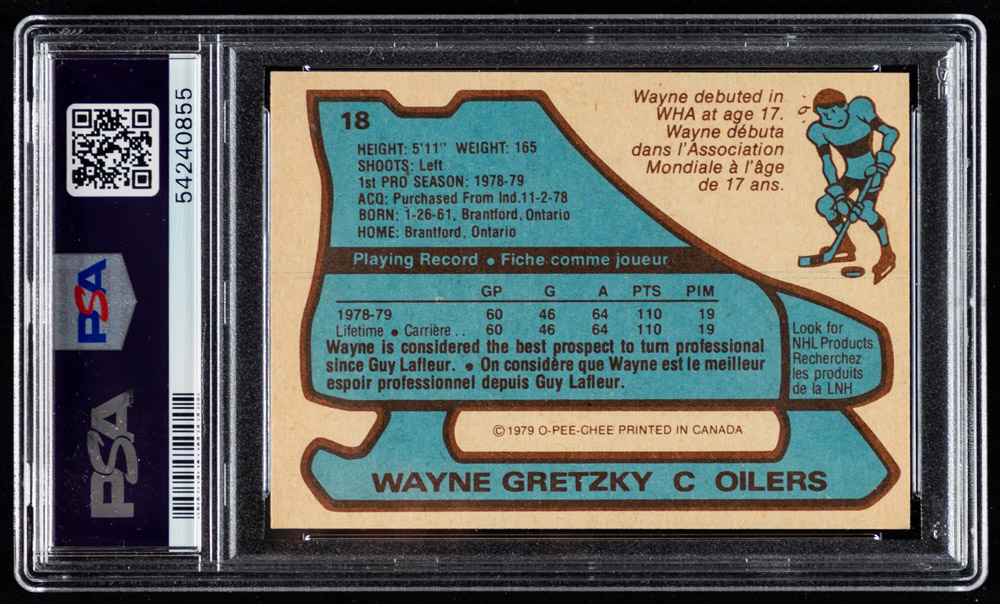 54240855
PSA
PSA
18
HEIGHT: 5'11" WEIGHT: 165
SHOOTS: Left
1st PRO SEASON: 1978-79
ACQ: Purchased From Ind.11-2-78
BORN: 1-26-61, Brantford, Ontario
HOME: Brantford, Ontario
Wayne debuted in
WHA at age 17.
Wayne débuta
dans l'Association
Mondiale à l'âge
de 17 ans.
Playing Record • Fiche comme joueur
GP G A PTS PIM
1978-79 60 46 64 110 19
Lifetime • Carrière .. 60 46 64 110 19
Wayne is considered the best prospect to turn professional
since Guy Lafleur. • On considère que Wayne est le meilleur
espoir professionnel depuis Guy Lafleur.
Look for
NHL Products
Recherchez
les produits
de la LNH
© 1979 O-PEE-CHEE PRINTED IN CANADA
WAYNE GRETZKY C OILERS